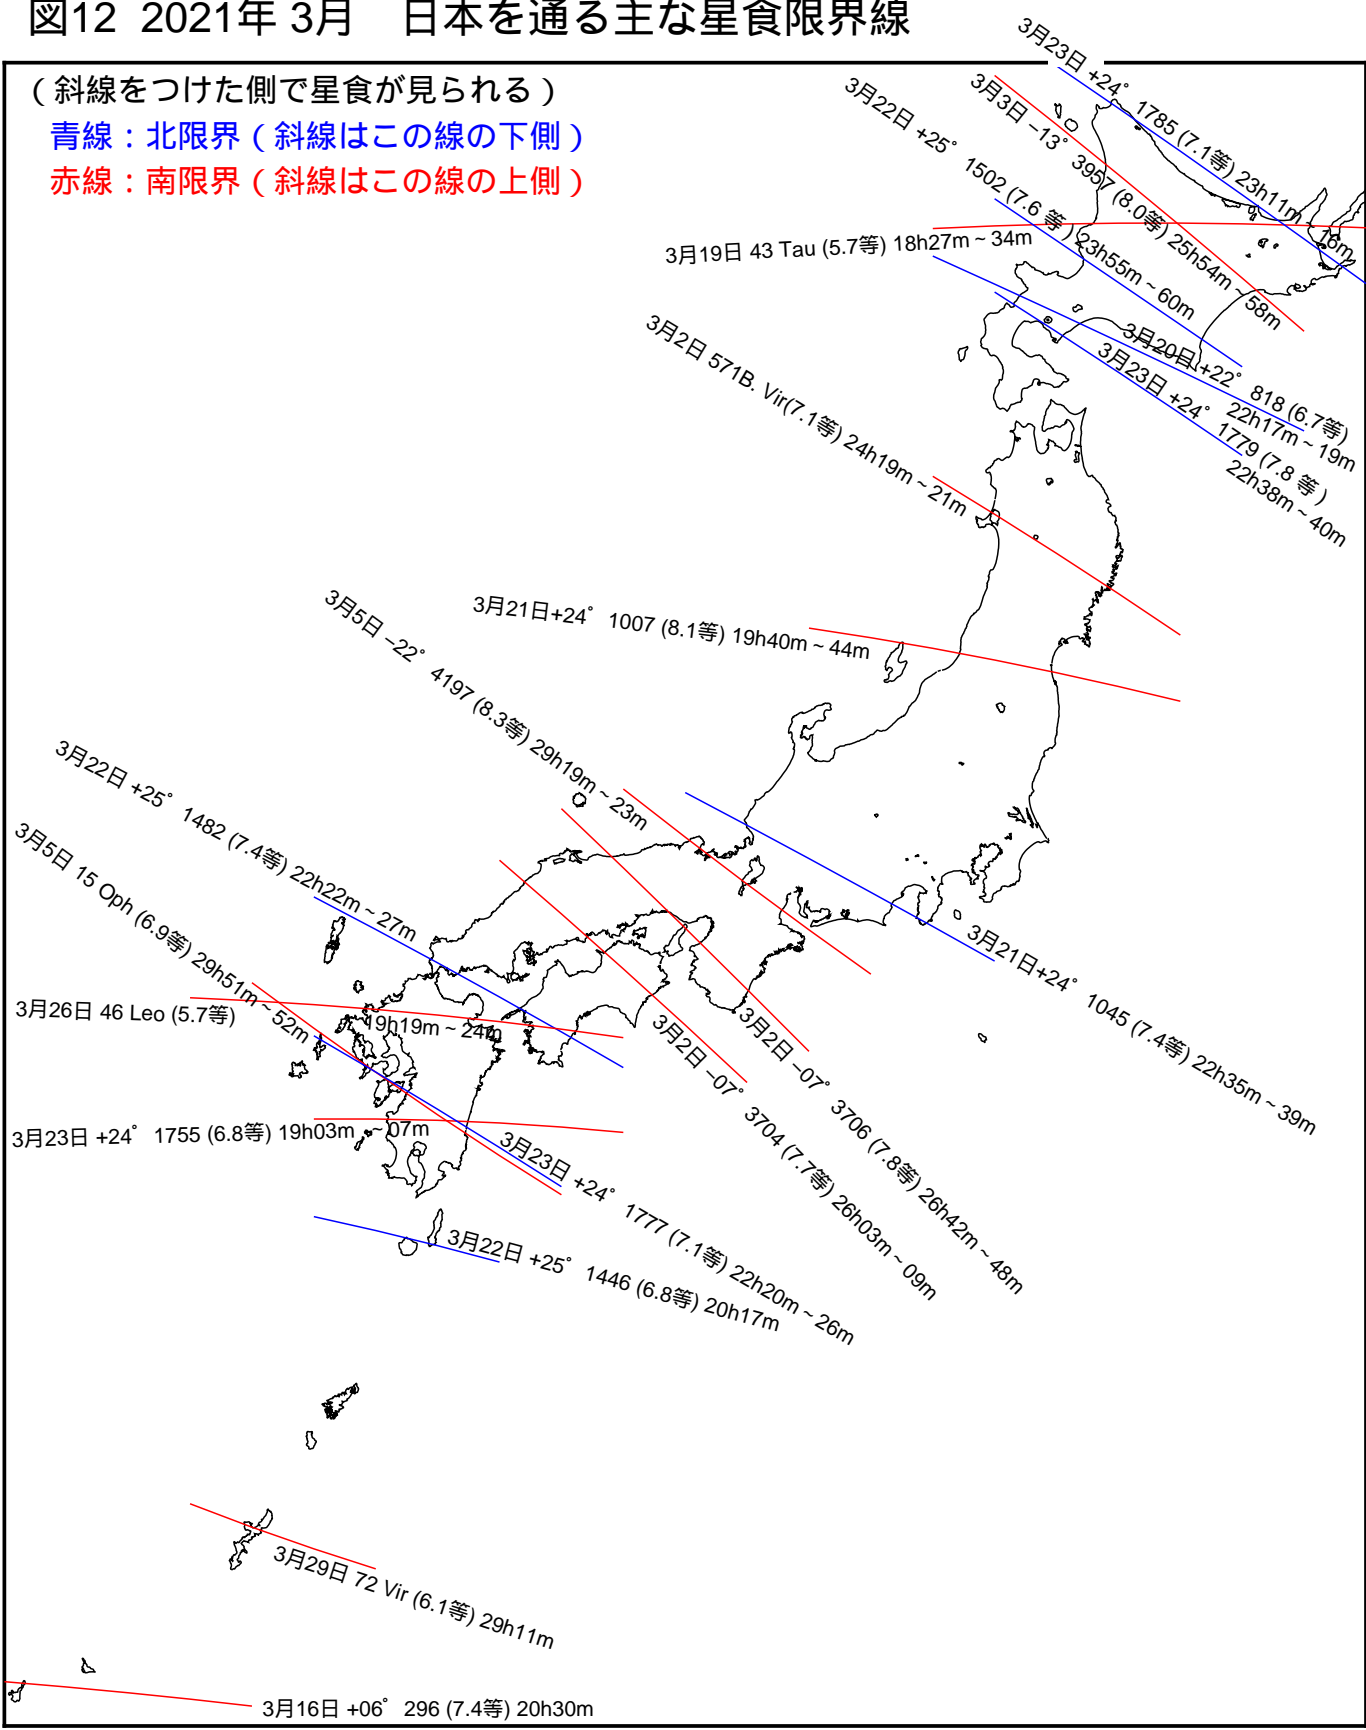 図12 2021年 3月　日本を通る主な星食限界線
（斜線をつけた側で星食が見られる）
青線：北限界（斜線はこの線の下側）
赤線：南限界（斜線はこの線の上側）
3月23日 +24° 1785 (7.1等) 23h11m ~ 16m
3月3日 −13° 3957 (8.0等) 25h54m ~ 58m
3月22日 +25° 1502 (7.6 等) 23h55m ~ 60m
3月19日 43 Tau (5.7等) 18h27m ~ 34m
3月20日 +22° 818 (6.7等)
22h17m ~ 19m
3月23日 +24° 1779 (7.8 等)
22h38m ~ 40m
3月2日 571B. Vir(7.1等) 24h19m ~ 21m
3月21日+24° 1007 (8.1等) 19h40m ~ 44m
3月5日 −22° 4197 (8.3等) 29h19m ~ 23m
3月22日 +25° 1482 (7.4等) 22h22m ~ 27m
3月5日 15 Oph (6.9等) 29h51m ~ 52m
3月21日+24° 1045 (7.4等) 22h35m ~ 39m
3月26日 46 Leo (5.7等) 19h19m ~ 24m
3月2日 −07° 3706 (7.8等) 26h42m ~ 48m
3月2日 −07° 3704 (7.7等) 26h03m ~ 09m
3月23日 +24° 1755 (6.8等) 19h03m ~ 07m
3月23日 +24° 1777 (7.1等) 22h20m ~ 26m
3月22日 +25° 1446 (6.8等) 20h17m
3月29日 72 Vir (6.1等) 29h11m
3月16日 +06° 296 (7.4等) 20h30m